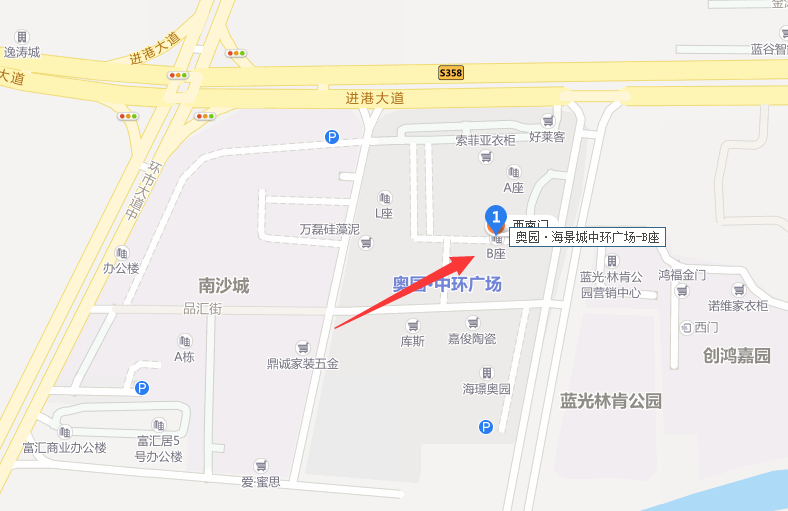 逸涛城
进港大道
大道
S358
蓝谷智
进港大道
P
索菲亚衣柜
好莱客
环市大道中
A座
L座
1
西南门
万磊硅藻泥
奥园·海景城中环广场-B座
B座
办公楼
南沙城
奥园·中环广场
蓝光·林肯公
园营销中心
鸿福金门
诺维家衣柜
品汇街
西门
库斯
嘉俊陶瓷
A栋
鼎诚家装五金
创鸿嘉园
P
海璟奥园
蓝光林肯公园
P
富汇商业办公楼
富汇居5
号办公楼
爱·蜜思